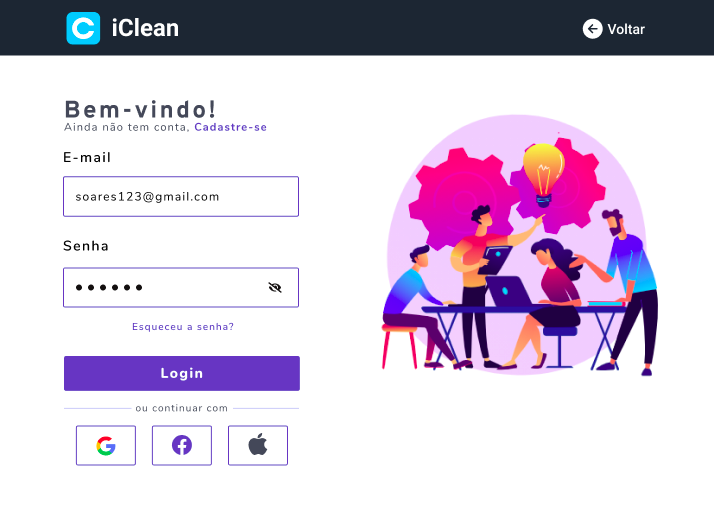 iClean
Voltar
Bem-vindo!
Ainda não tem conta, Cadastre-se
E-mail
soares123@gmail.com
Senha
Esqueceu a senha?
Login
ou continuar com